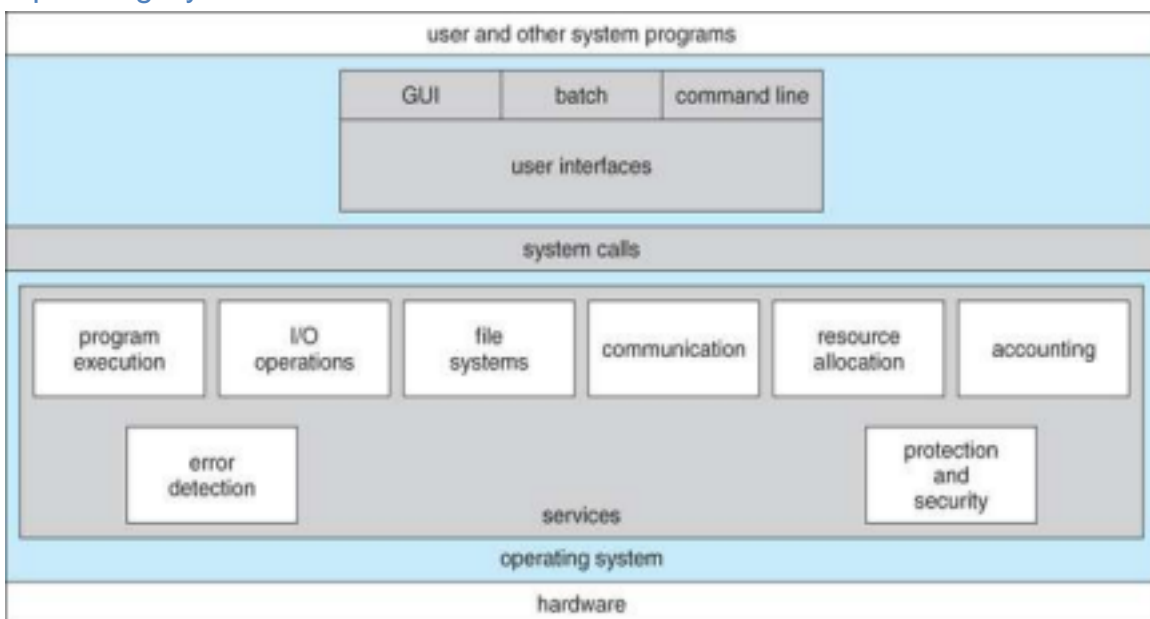 user and other system programs
GUI
batch
command line
user interfaces
system calls
program
execution
I/O
operations
file
systems
communication
resource
allocation
accounting
error
detection
protection
and
security
services
operating system
hardware